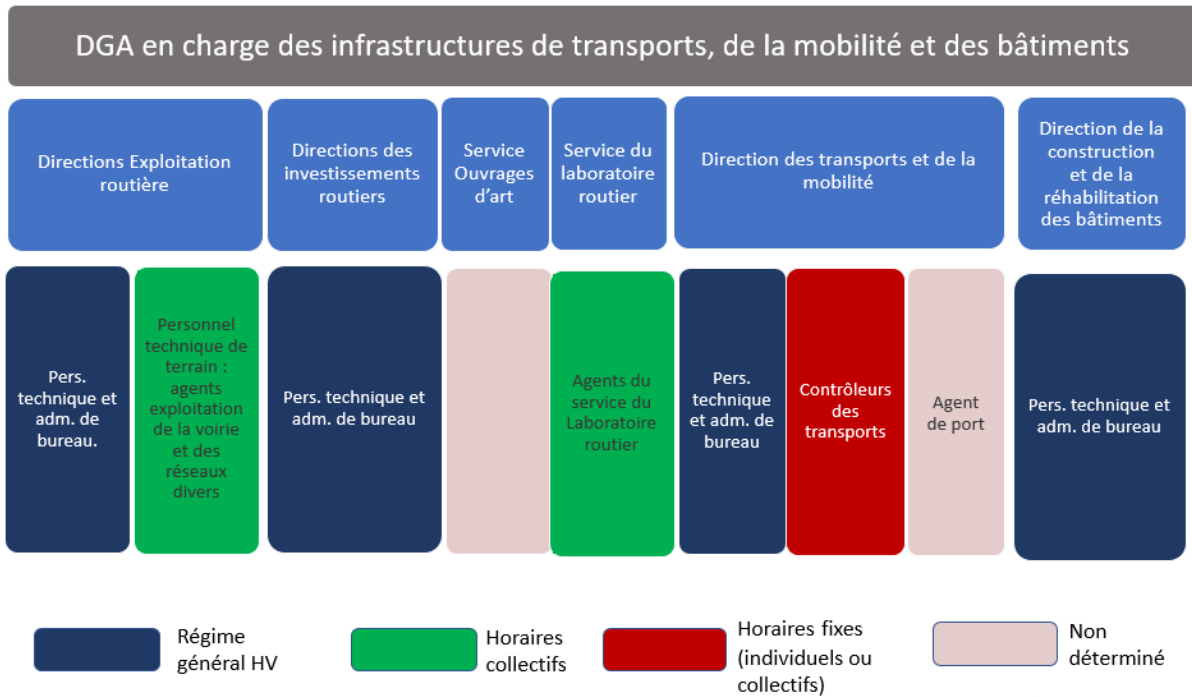 DGA en charge des infrastructures de transports, de la mobilité et des bâtiments
Directions Exploitation
routière
Directions des
investissements
routiers
Service
Ouvrages
d’art
Service du
laboratoire
routier
Direction des transports et de la
mobilité
Direction de la
construction
et de la
réhabilitation
des bâtiments
Pers.
technique et
adm. de
bureau.
Personnel
technique de
terrain :
agents
exploitation
de la voirie
et des
réseaux
divers
Pers. technique et
adm. de bureau
Agents du
service du
Laboratoire
routier
Pers.
technique
et adm. de
bureau
Contrôleurs
des
transports
Agent
de port
Pers. technique et
adm. de bureau
Régime
général HV
Horaires
collectifs
Horaires fixes
(individuels ou
collectifs)
Non
déterminé